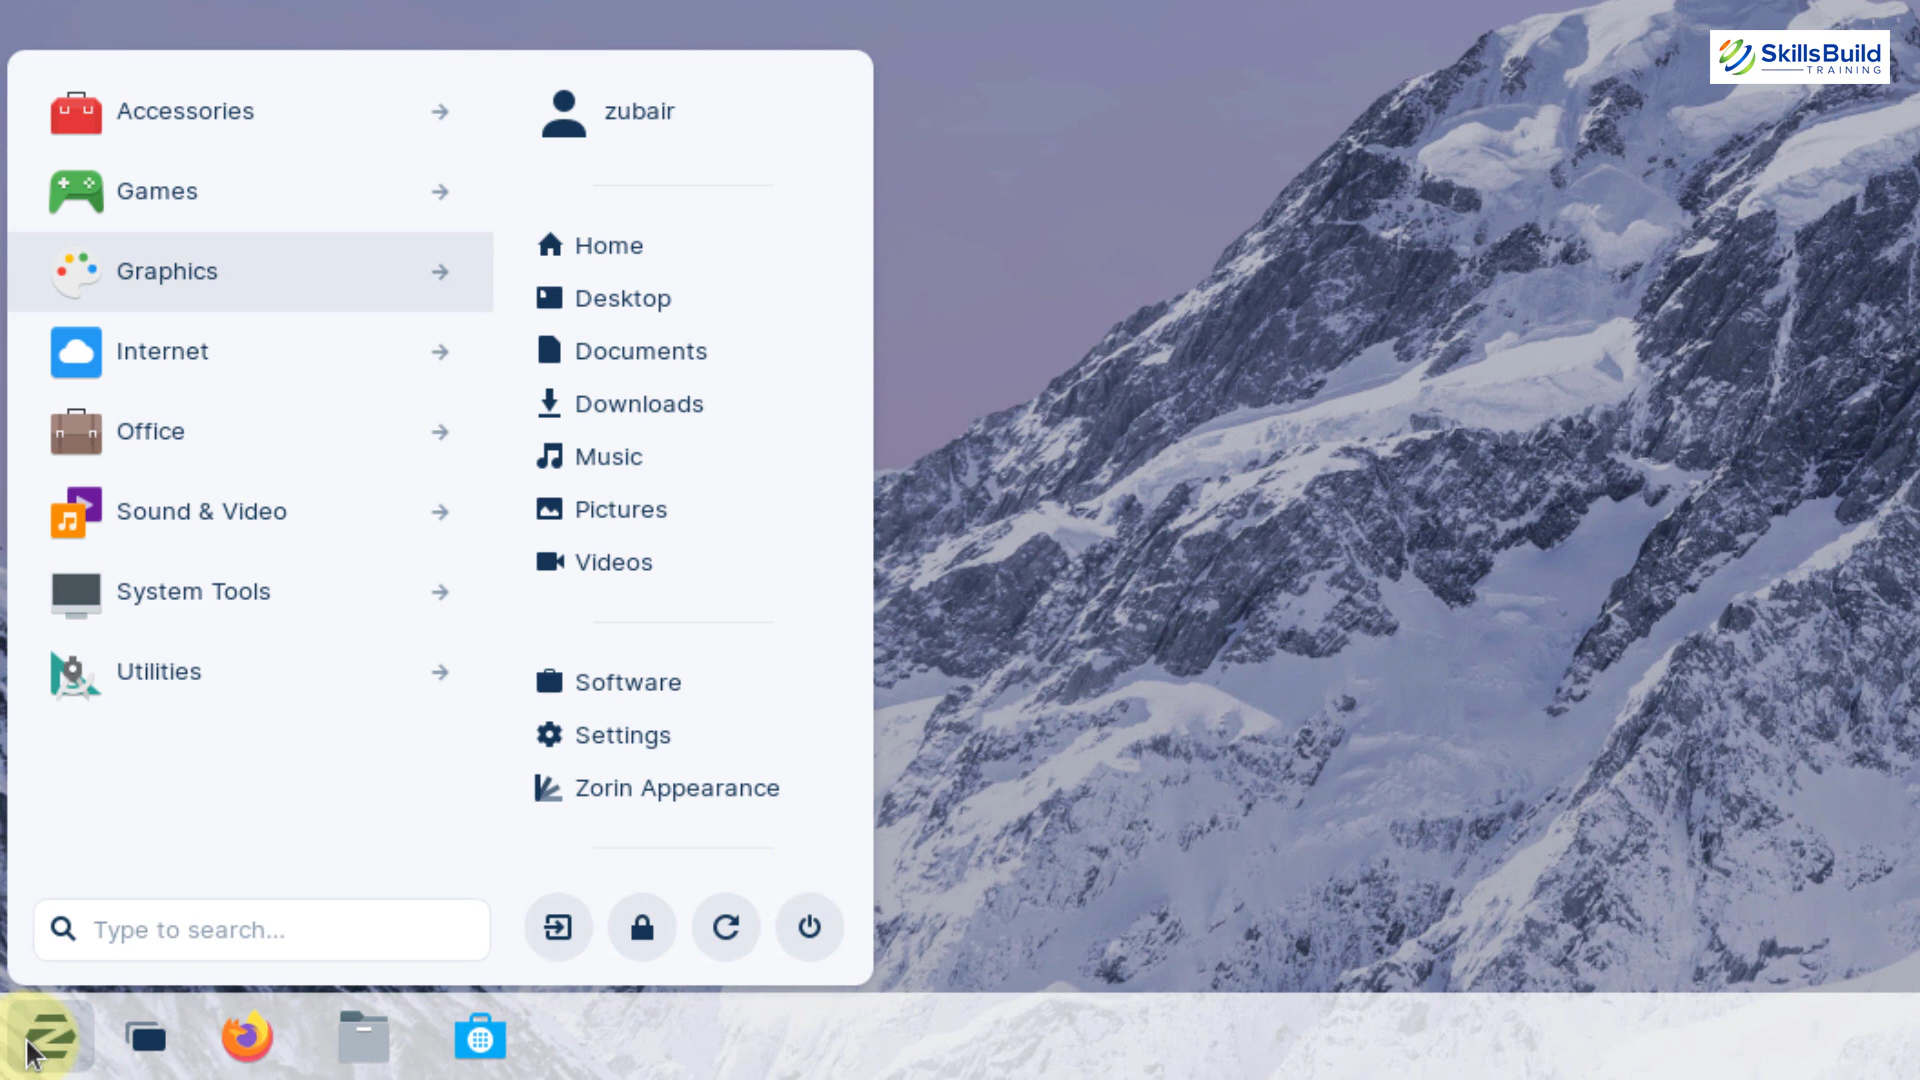 SkillsBuild
TRAINING
Accessories
Games
Graphics
Internet
Office
Sound & Video
System Tools
Utilities
Type to search...
zubair
Home
Desktop
Documents
Downloads
Music
Pictures
Videos
Software
Settings
Zorin Appearance